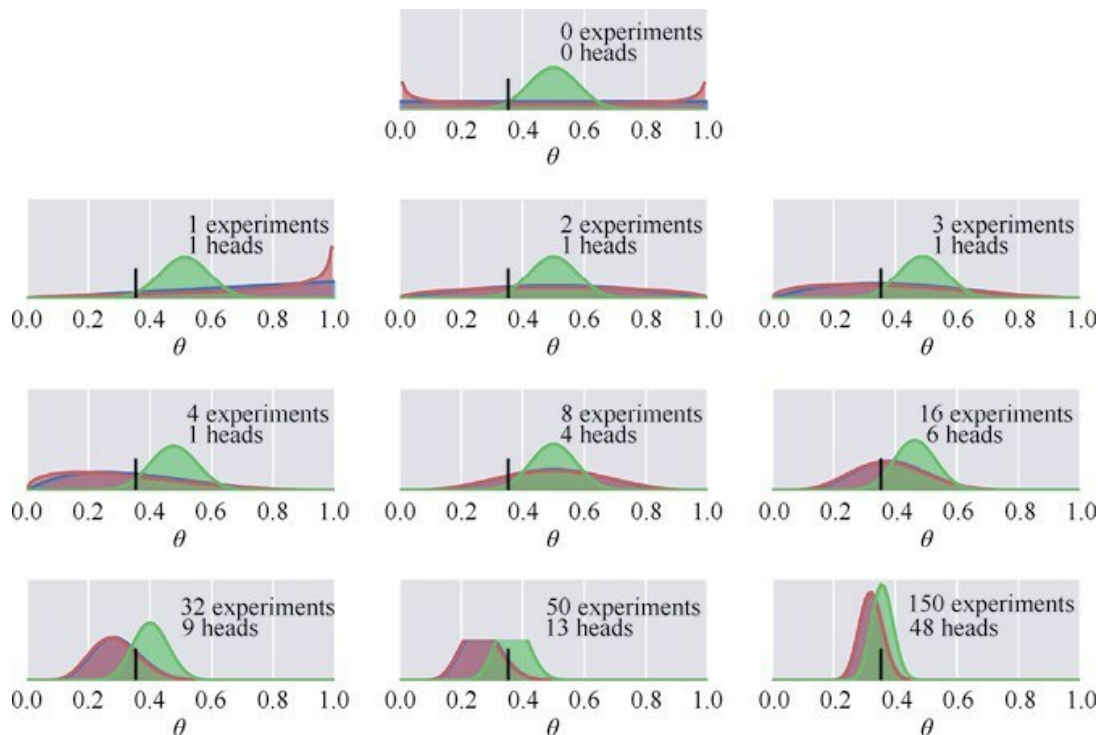 0 experiments
0 heads
0.0 0.2 0.4 0.6 0.8 1.0
θ
1 experiments
1 heads
0.0 0.2 0.4 0.6 0.8 1.0
θ
2 experiments
1 heads
0.0 0.2 0.4 0.6 0.8 1.0
θ
3 experiments
1 heads
0.0 0.2 0.4 0.6 0.8 1.0
θ
4 experiments
1 heads
0.0 0.2 0.4 0.6 0.8 1.0
θ
8 experiments
4 heads
0.0 0.2 0.4 0.6 0.8 1.0
θ
16 experiments
6 heads
0.0 0.2 0.4 0.6 0.8 1.0
θ
32 experiments
9 heads
0.0 0.2 0.4 0.6 0.8 1.0
θ
50 experiments
13 heads
0.0 0.2 0.4 0.6 0.8 1.0
θ
150 experiments
48 heads
0.0 0.2 0.4 0.6 0.8 1.0
θ